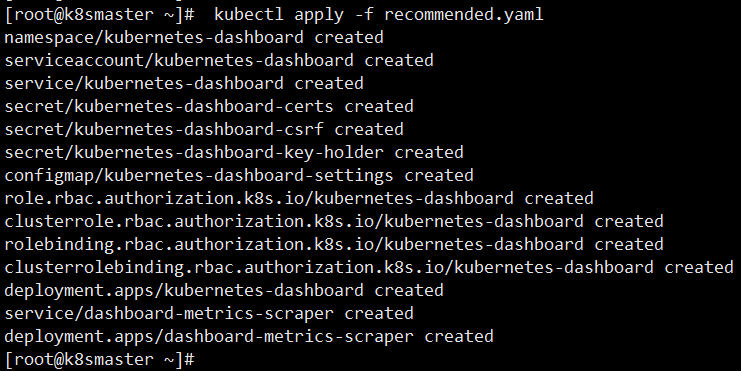 [root@k8smaster ~]#  kubectl apply -f recommended.yaml
namespace/kubernetes-dashboard created
serviceaccount/kubernetes-dashboard created
service/kubernetes-dashboard created
secret/kubernetes-dashboard-certs created
secret/kubernetes-dashboard-csrf created
secret/kubernetes-dashboard-key-holder created
configmap/kubernetes-dashboard-settings created
role.rbac.authorization.k8s.io/kubernetes-dashboard created
clusterrole.rbac.authorization.k8s.io/kubernetes-dashboard created
rolebinding.rbac.authorization.k8s.io/kubernetes-dashboard created
clusterrolebinding.rbac.authorization.k8s.io/kubernetes-dashboard created
deployment.apps/kubernetes-dashboard created
service/dashboard-metrics-scraper created
deployment.apps/dashboard-metrics-scraper created
[root@k8smaster ~]#